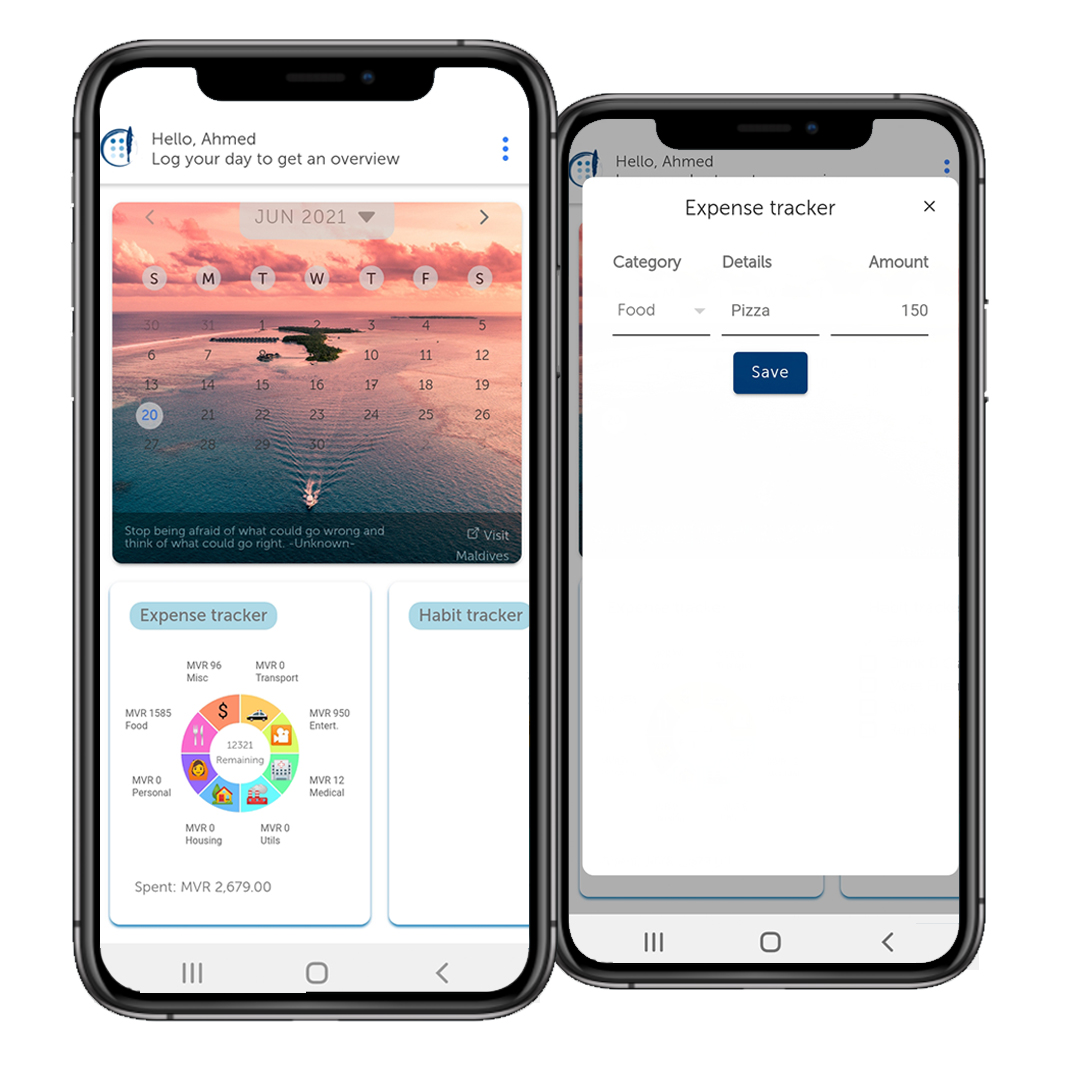 Hello, Ahmed
Log your day to get an overview
JUN 2021
S M T W T F S
30 31 1 2 3 4 5
6 7 8 9 10 11 12
13 14 15 16 17 18 19
20 21 22 23 24 25 26
27 28 29 30
Stop being afraid of what could go wrong and
think of what could go right. -Unknown-
Visit
Maldives
Expense tracker
MVR 96
Misc
MVR 0
Transport
MVR 1585
Food
MVR 950
Entert.
$
12321
Remaining
MVR 0
Personal
MVR 12
Medical
MVR 0
Housing
MVR 0
Utils
Spent: MVR 2,679.00
Habit tracker
Hello, Ahmed
Expense tracker
Category Details Amount
Food Pizza 150
Save